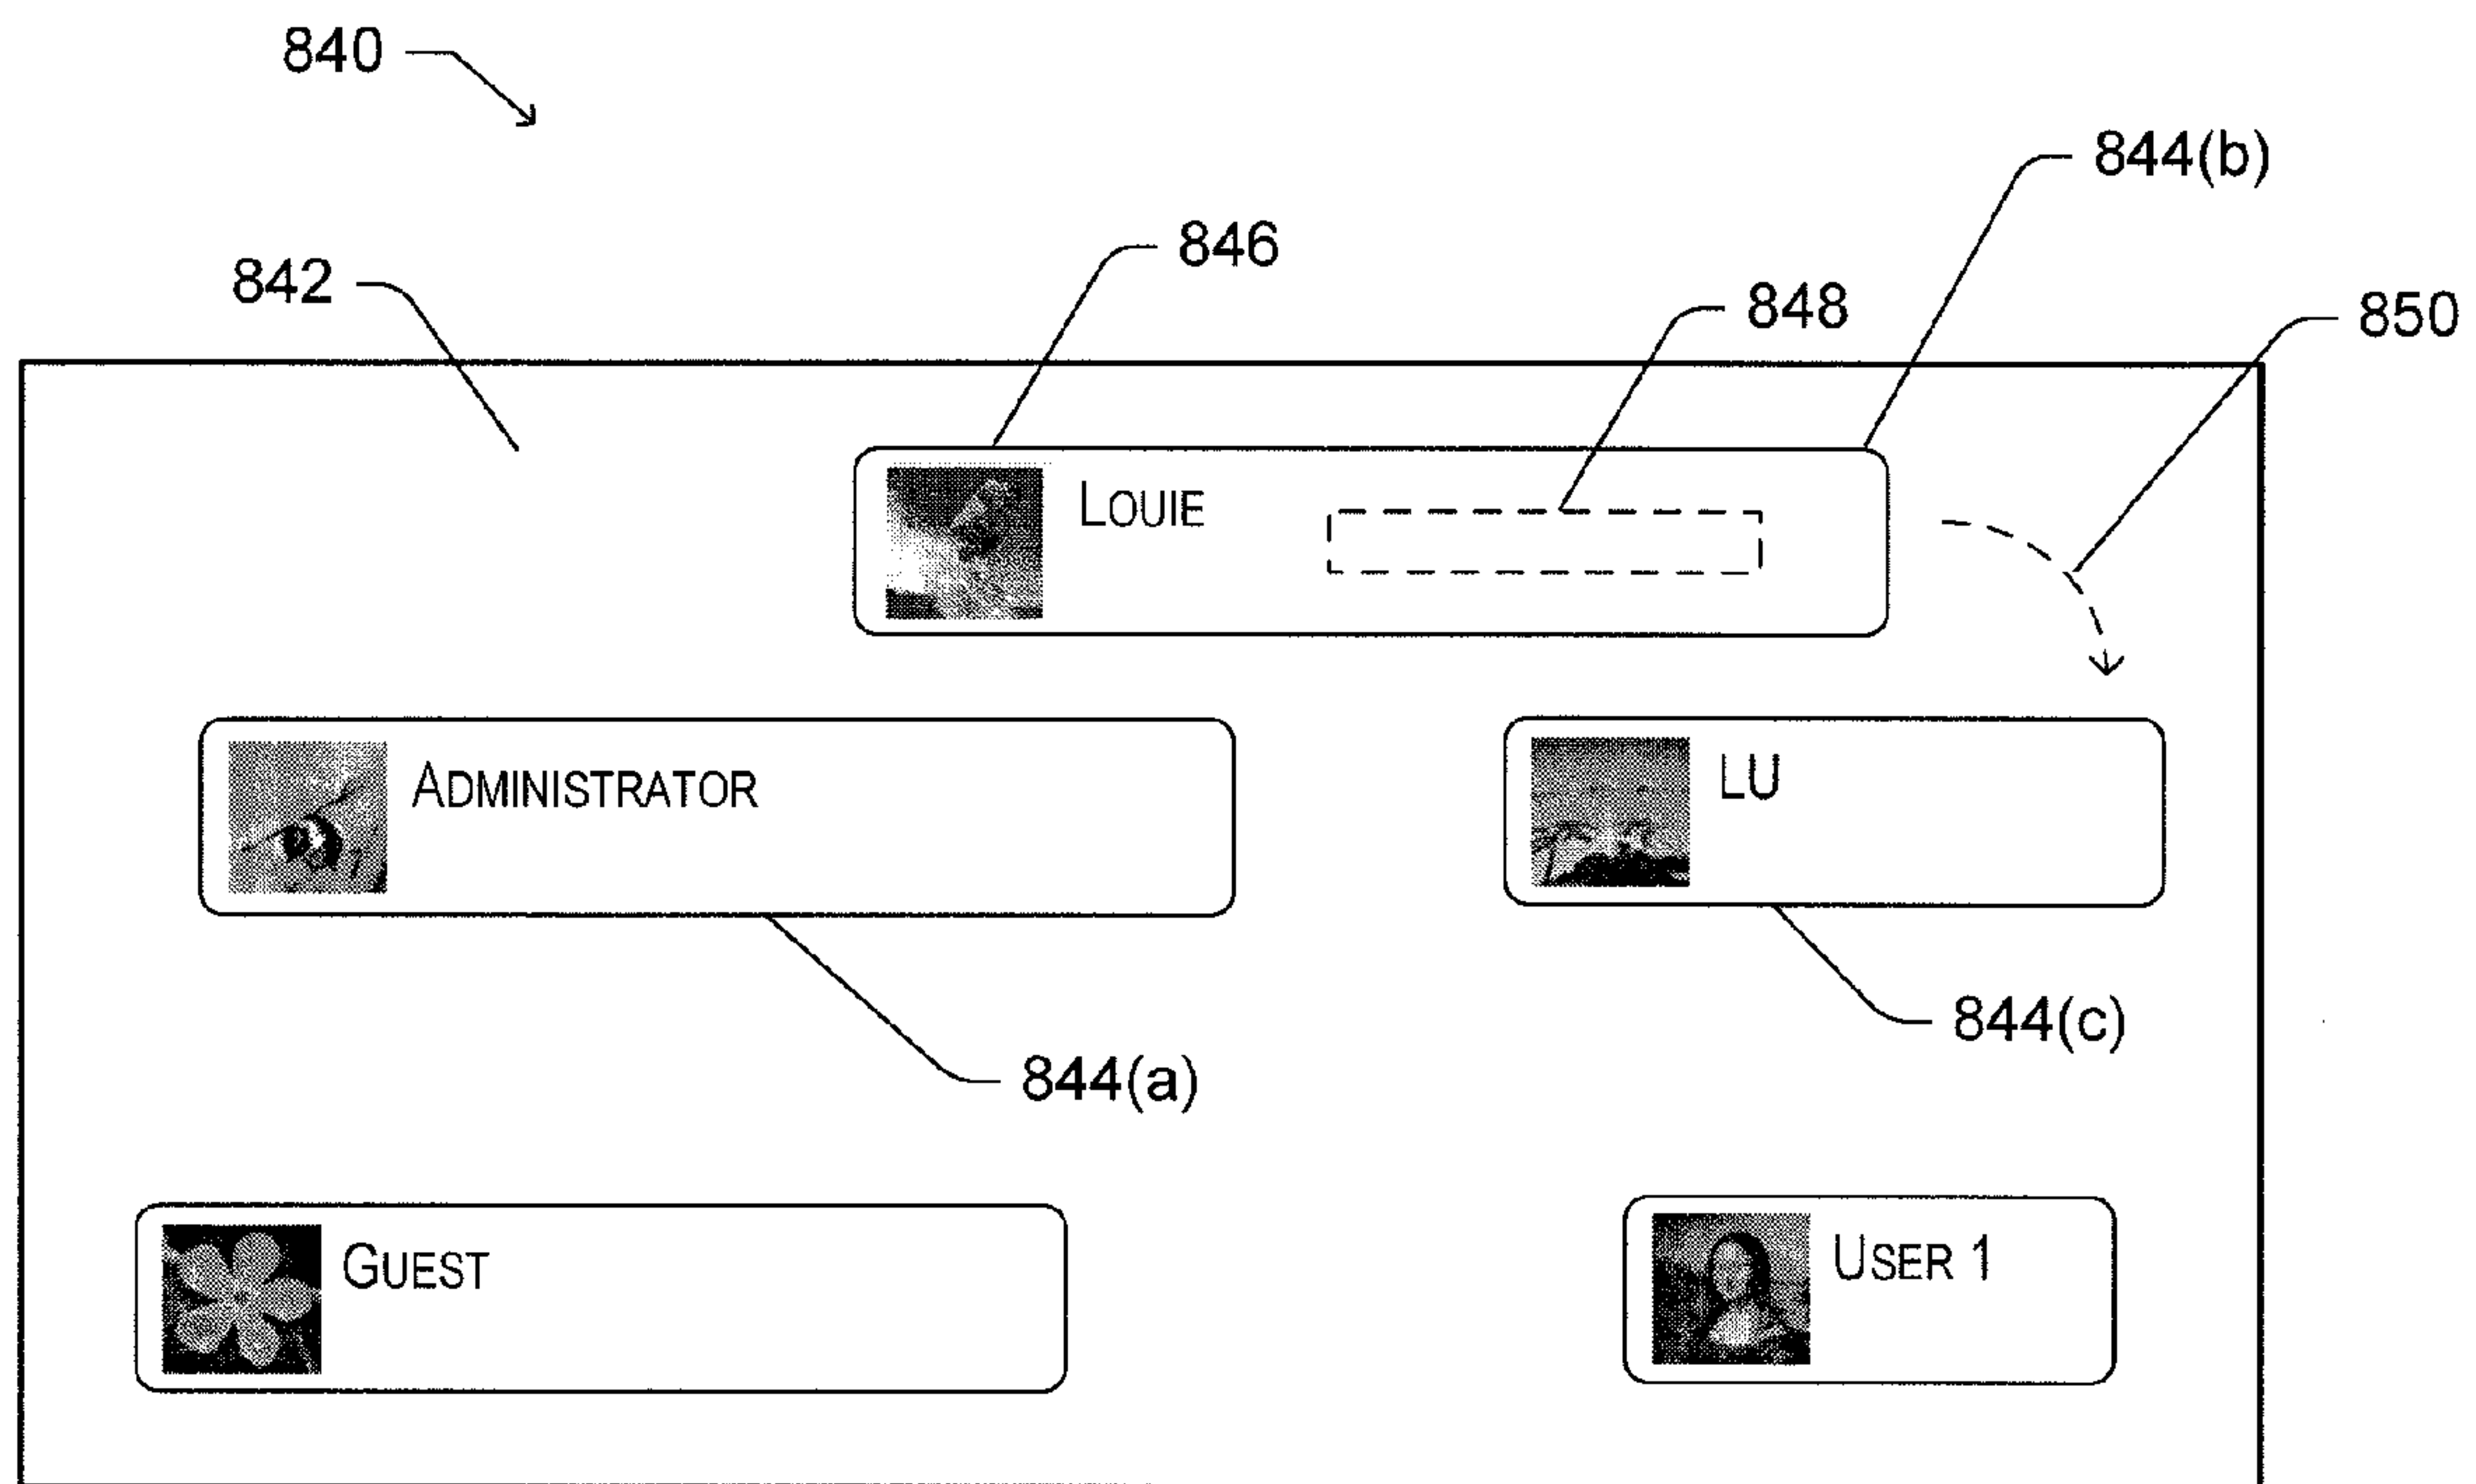 840
844(b)
846
842
848
850
LOUIE
ADMINISTRATOR
LU
844(c)
844(a)
GUEST
USER 1